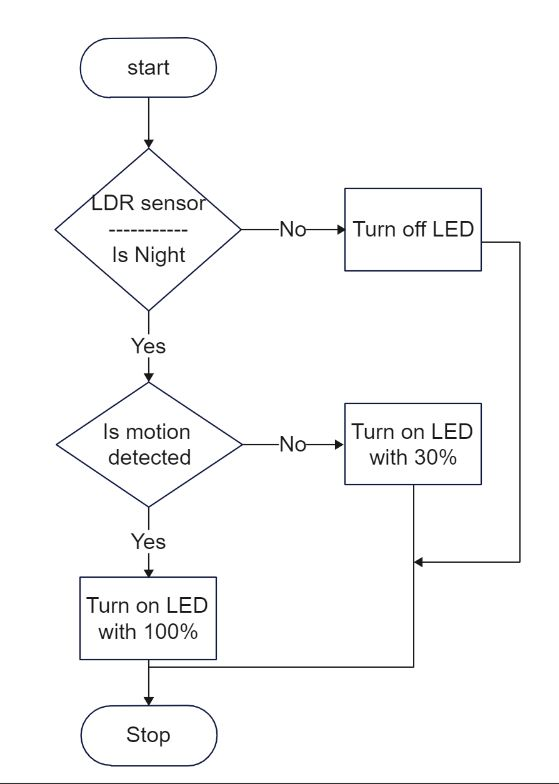 start
LDR sensor
-----------
Is Night
No
Turn off LED
Yes
Is motion
detected
No
Turn on LED
with 30%
Yes
Turn on LED
with 100%
Stop